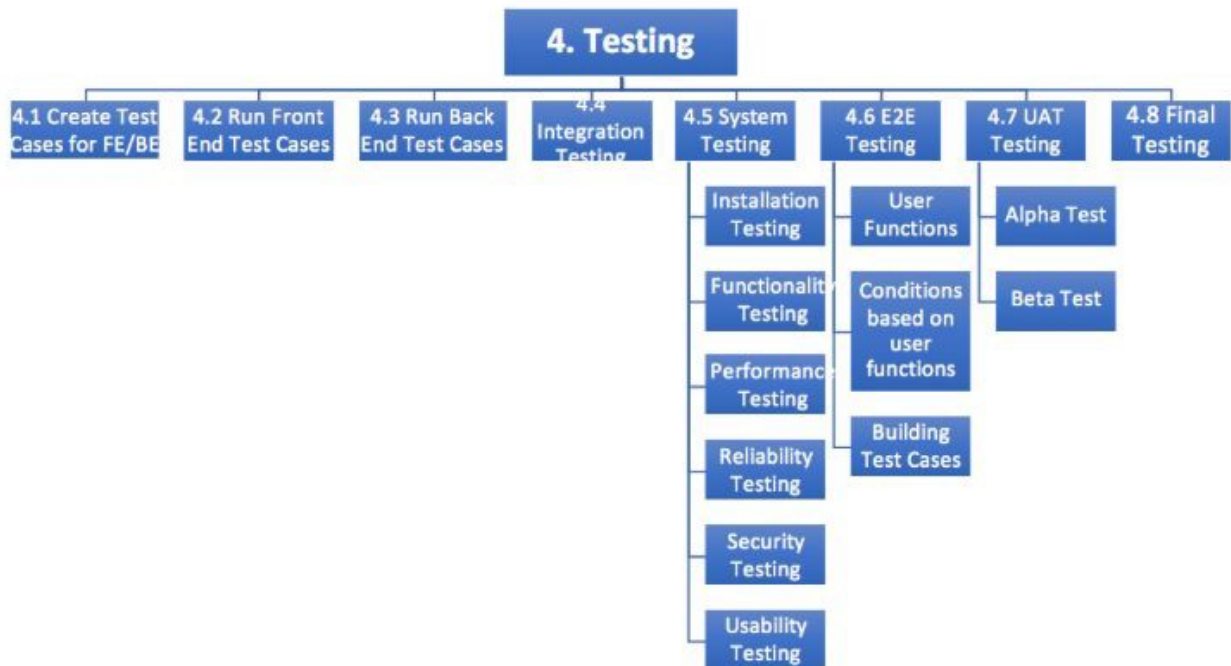 4. Testing
4.1 Create Test
Cases for FE/BE
4.2 Run Front
End Test Cases
4.3 Run Back
End Test Cases
4.4
Integration
Testing
4.5 System
Testing
4.6 E2E
Testing
4.7 UAT
Testing
4.8 Final
Testing
Installation
Testing
Functionality
Testing
Performance
Testing
Reliability
Testing
Security
Testing
Usability
Testing
User
Functions
Conditions
based on
user
functions
Building
Test Cases
Alpha Test
Beta Test